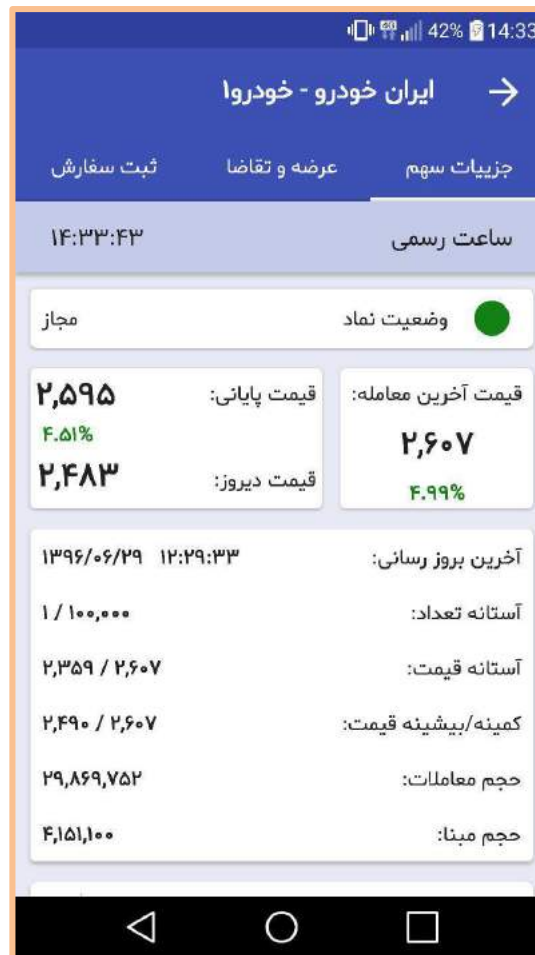 42% 14:33
ایران خودرو - خودرو۱
جزییات سهم عرضه و تقاضا ثبت سفارش
ساعت رسمی ۱۴:۳۳:۴۳
وضعیت نماد مجاز
قیمت آخرین معامله:
۲,۶۰۷
۴.۹۹%
قیمت پایانی: ۲,۵۹۵
۴.۵۱%
قیمت دیروز: ۲,۴۸۳
آخرین بروز رسانی: ۱۳۹۶/۰۶/۲۹ ۱۲:۲۹:۳۳
آستانه تعداد: ۱ / ۱۰۰,۰۰۰
آستانه قیمت: ۲,۳۵۹ / ۲,۶۰۷
کمینه/بیشینه قیمت: ۲,۴۹۰ / ۲,۶۰۷
حجم معاملات: ۲۹,۸۶۹,۷۵۲
حجم مبنا: ۴,۱۵۱,۱۰۰